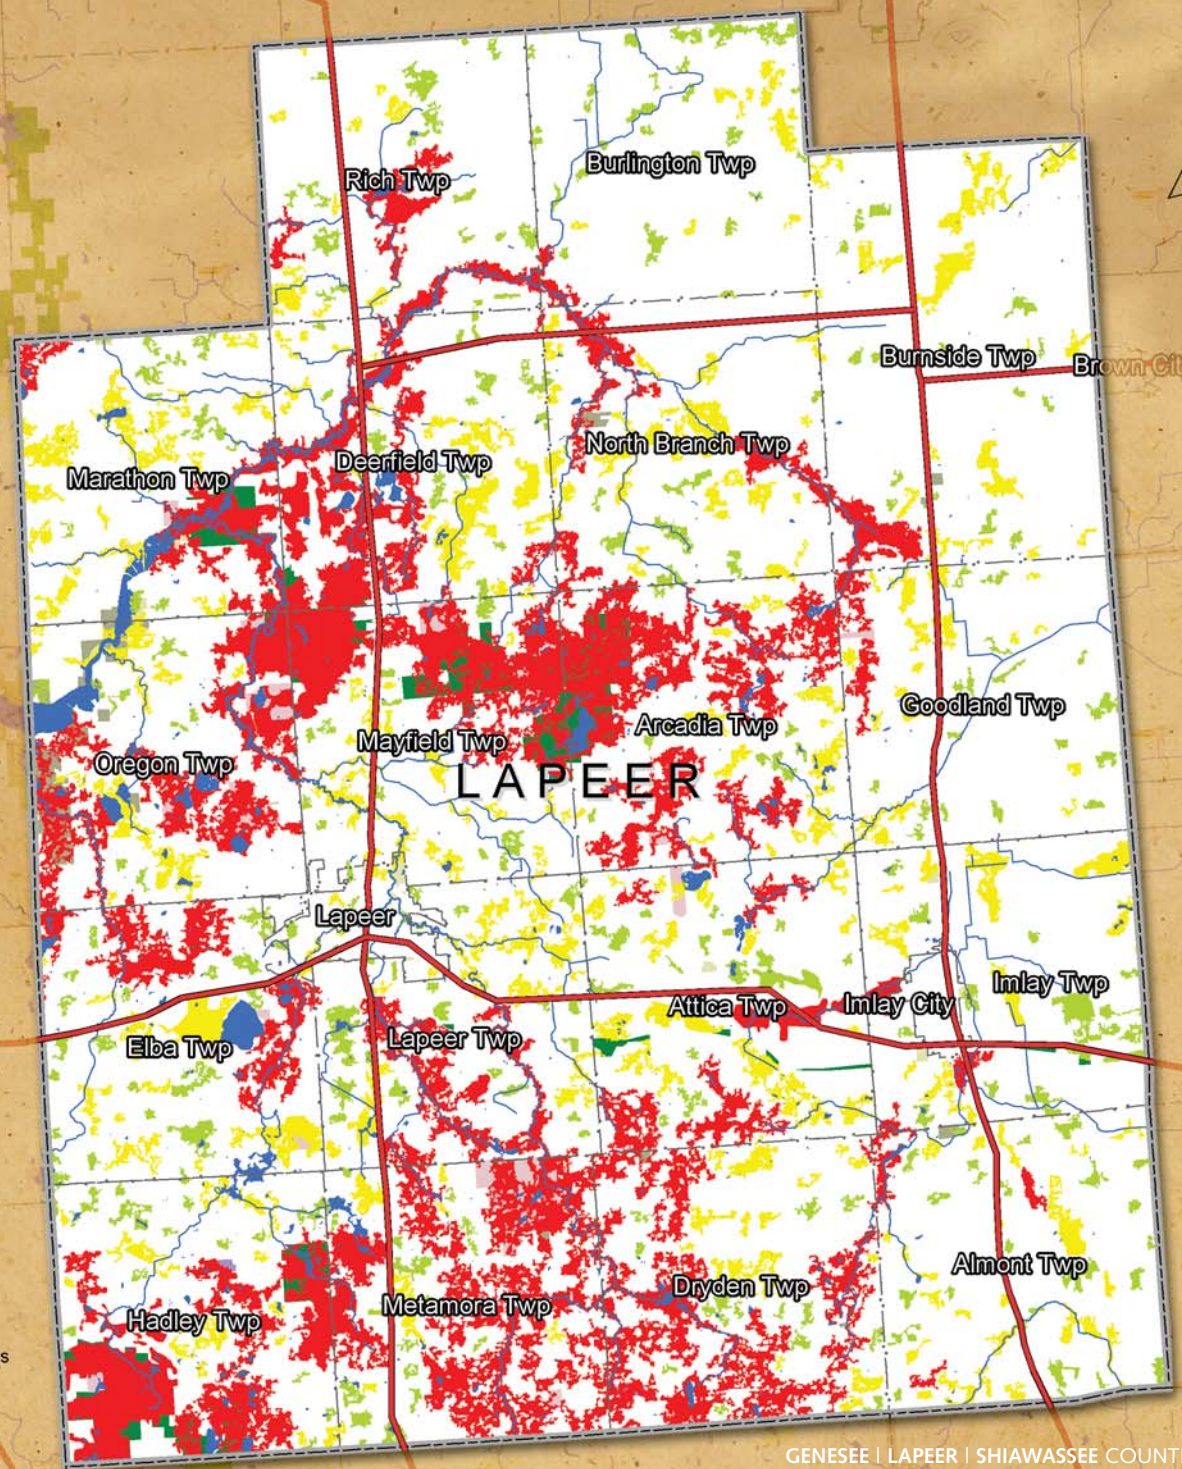 Burlington Twp
Rich Twp
Burnside Twp
Brown Cit
North Branch Twp
Deerfield Twp
Marathon Twp
Goodland Twp
Arcadia Twp
Mayfield Twp
Oregon Twp
LAPEER
Lapeer
Imlay Twp
Attica Twp
Imlay City
Lapeer Twp
Elba Twp
Almont Twp
Dryden Twp
Metamora Twp
Hadley Twp
s
GENESEE | LAPEER | SHIAWASSEE COUNT